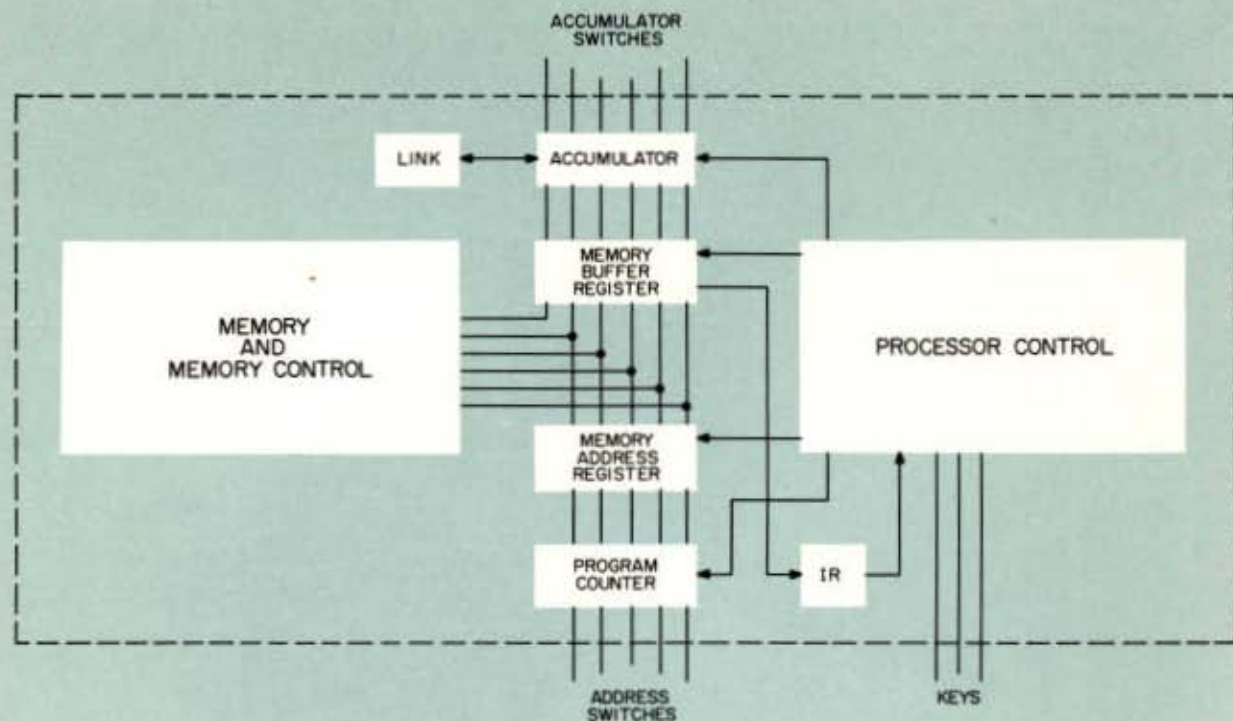 ACCUMULATOR
SWITCHES
LINK
ACCUMULATOR
MEMORY
BUFFER
REGISTER
MEMORY
AND
MEMORY CONTROL
PROCESSOR CONTROL
MEMORY
ADDRESS
REGISTER
PROGRAM
COUNTER
IR
ADDRESS
SWITCHES
KEYS